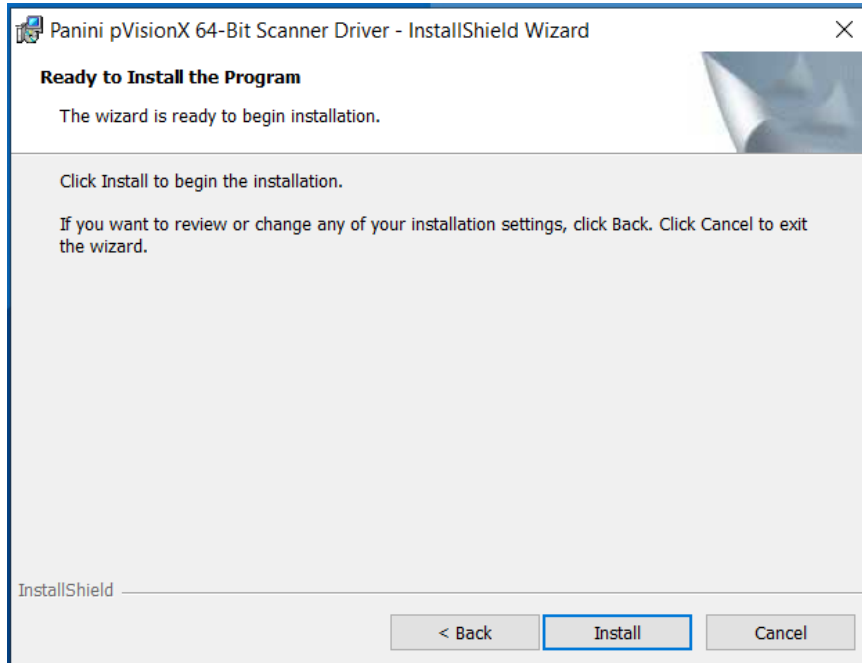 Panini pVisionX 64-Bit Scanner Driver - InstallShield Wizard
Ready to Install the Program
The wizard is ready to begin installation.
Click Install to begin the installation.
If you want to review or change any of your installation settings, click Back. Click Cancel to exit
the wizard.
InstallShield
< Back Install Cancel